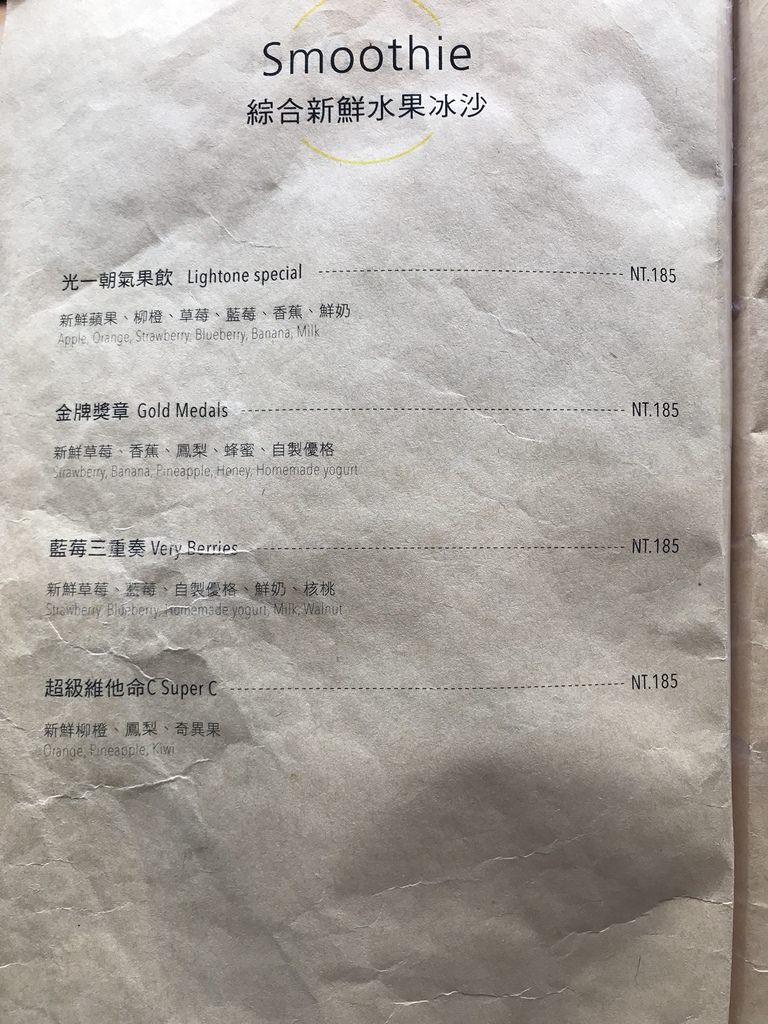 Smoothie
綜合新鮮水果冰沙
光一朝氣果飲 Lightone special NT.185
新鮮蘋果、柳橙、草莓、藍莓、香蕉、鮮奶
Apple, Orange, Strawberry, Blueberry, Banana, Milk
金牌獎章 Gold Medals NT.185
新鮮草莓、香蕉、鳳梨、蜂蜜、自製優格
Strawberry, Banana, Pineapple, Honey, Homemade yogurt
藍莓三重奏 Very Berries NT.185
新鮮草莓、藍莓、自製優格、鮮奶、核桃
Strawberry, Blueberry, Homemade yogurt, Milk, Walnut
超級維他命C Super C NT.185
新鮮柳橙、鳳梨、奇異果
Orange, Pineapple, Kiwi